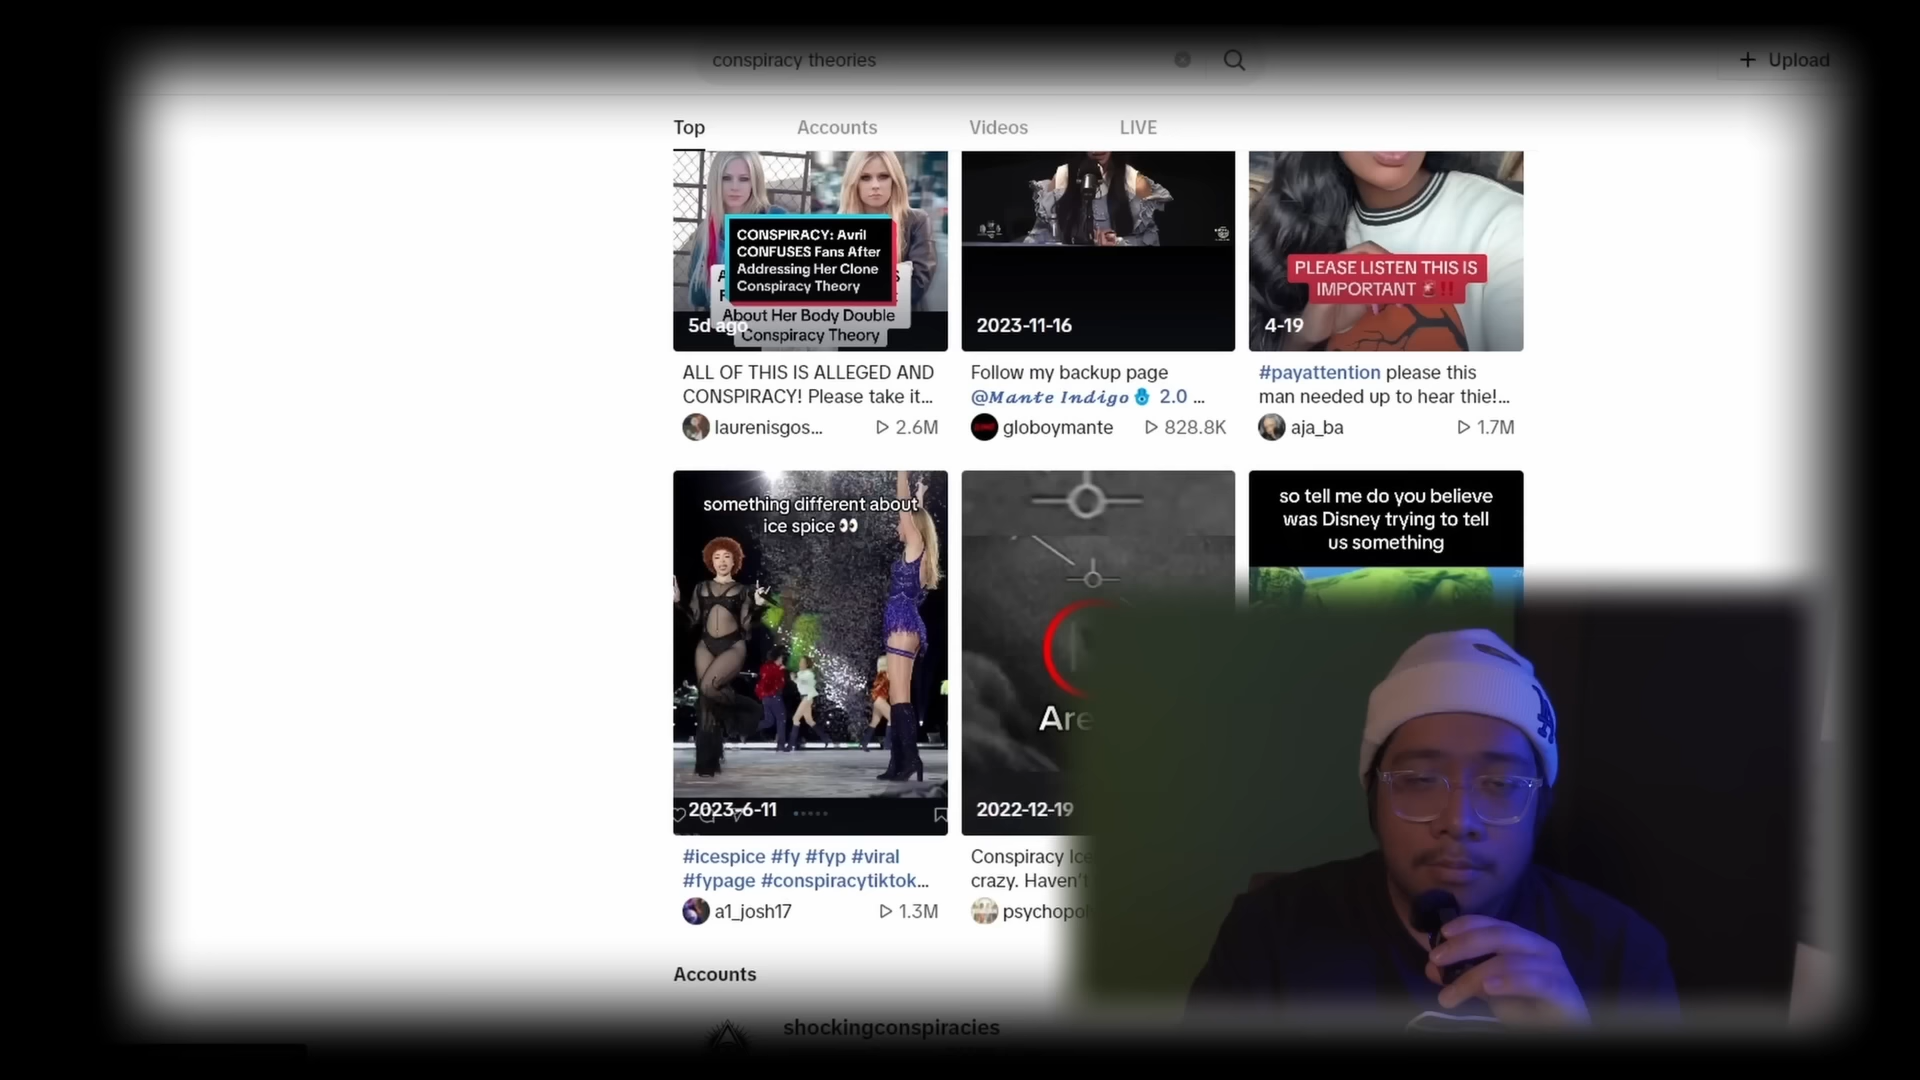 conspiracy theories
Upload
Top
Accounts
Videos
LIVE
CONSPIRACY: Avril
CONFUSES Fans After
Addressing Her Clone
Conspiracy Theory
About Her Body Double
Conspiracy Theory
5d ago
2023-11-16
PLEASE LISTEN THIS IS
IMPORTANT 🚨‼️
4-19
ALL OF THIS IS ALLEGED AND
CONSPIRACY! Please take it...
laurenisgos...
2.6M
Follow my backup page
@𝑴𝒂𝒏𝒕𝒆 𝑰𝒏𝒅𝒊𝒈𝒐🧿 2.0 ...
globoymante
828.8K
#payattention please this
man needed up to hear thie!...
aja_ba
1.7M
something different about
ice spice 👀
2023-6-11
Are
2022-12-19
so tell me do you believe
was Disney trying to tell
us something
#icespice #fy #fyp #viral
#fypage #conspiracytiktok...
a1_josh17
1.3M
Conspiracy Ice
crazy. Haven't
psychopol
Accounts
shockingconspiracies